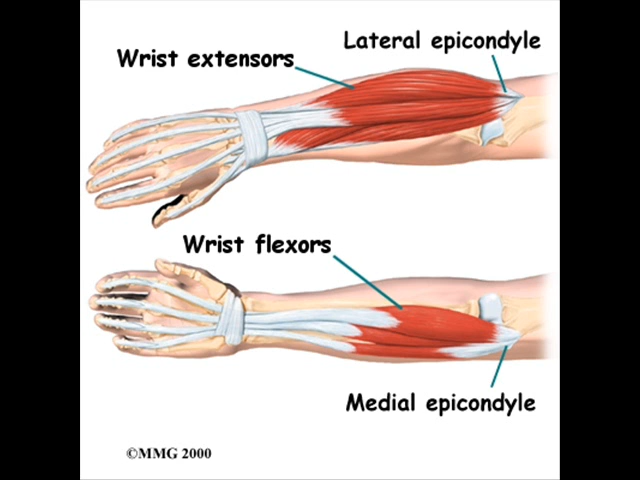 Lateral epicondyle
Wrist extensors
Wrist flexors
Medial epicondyle
©MMG 2000